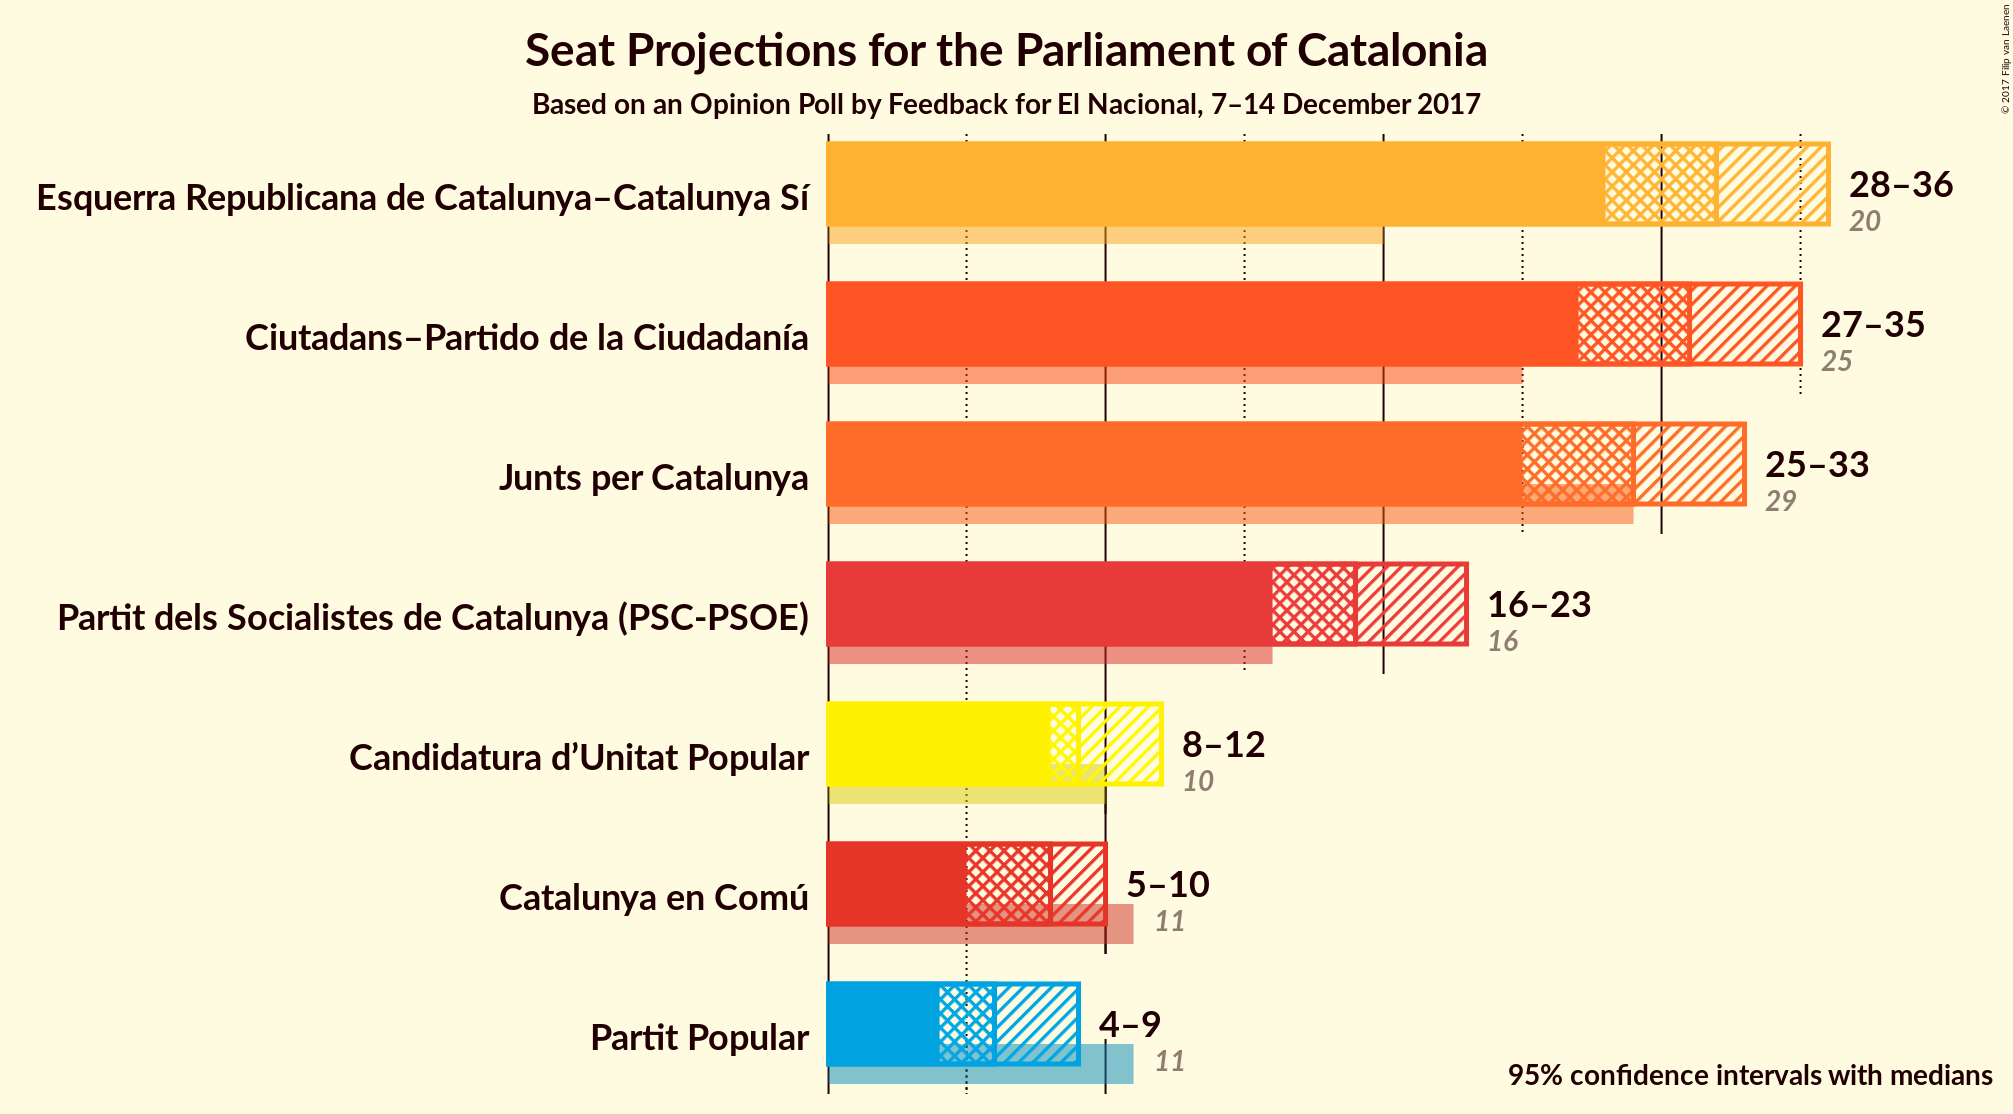 Seat Projections for the Parliament of Catalonia
Based on an Opinion Poll by Feedback for El Nacional, 7–14 December 2017
© 2017 Filip van Laenen
Esquerra Republicana de Catalunya–Catalunya Sí
28–36
20
Ciutadans–Partido de la Ciudadanía
27–35
25
Junts per Catalunya
25–33
29
Partit dels Socialistes de Catalunya (PSC-PSOE)
16–23
16
Candidatura d’Unitat Popular
8–12
10
Catalunya en Comú
5–10
11
Partit Popular
4–9
11
95% confidence intervals with medians